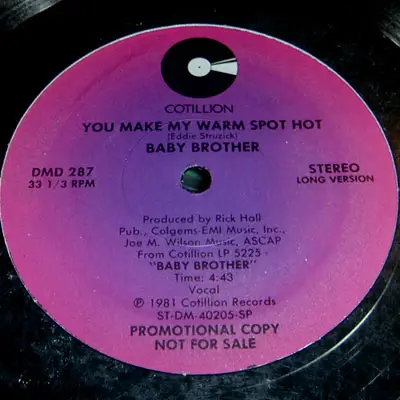 COTILLION
YOU MAKE MY WARM SPOT HOT
(Eddie Struzick)
BABY BROTHER
DMD 287
33 1/3 RPM
STEREO
LONG VERSION
Produced by Rick Hall
Pub., Colgems-EMI Music, Inc.,
Joe M. Wilson Music, ASCAP
From Cotillion LP 5225 -
"BABY BROTHER"
Time: 4:43
Vocal
℗ 1981 Cotillion Records
ST-DM-40205-SP
PROMOTIONAL COPY
NOT FOR SALE